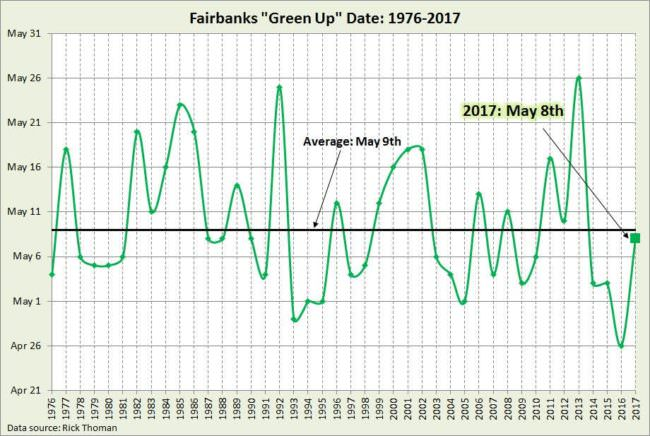 Fairbanks "Green Up" Date: 1976-2017
May 31
May 26
May 21
May 16
May 11
May 6
May 1
Apr 26
Apr 21
Average: May 9th
2017: May 8th
1976 1977 1978 1979 1980 1981 1982 1983 1984 1985 1986 1987 1988 1989 1990 1991 1992 1993 1994 1995 1996 1997 1998 1999 2000 2001 2002 2003 2004 2005 2006 2007 2008 2009 2010 2011 2012 2013 2014 2015 2016 2017
Data source: Rick Thoman